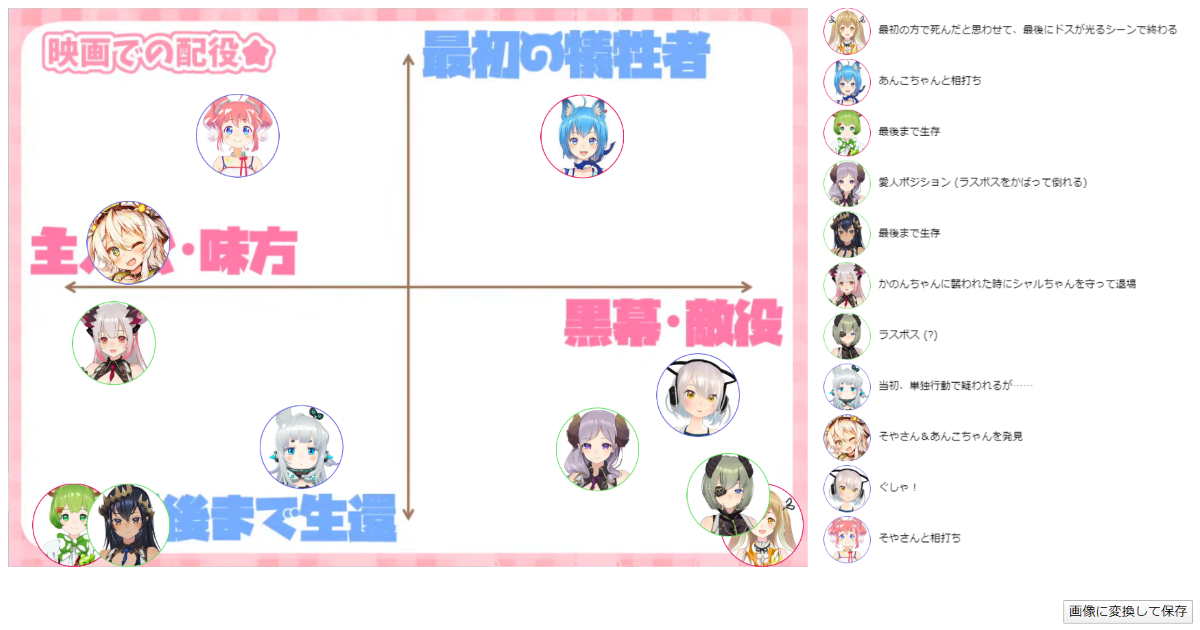 映画での配役★
最初の犠牲者
主
・味方
黒幕・敵役
後まで生還
最初の方で死んだと思わせて、最後にドスが光るシーンで終わる
あんこちゃんと相打ち
最後まで生存
愛人ポジション (ラスボスをかばって倒れる)
最後まで生存
かのんちゃんに襲われた時にシャルちゃんを守って退場
ラスボス (?)
当初、単独行動で疑われるが……
そやさん＆あんこちゃんを発見
ぐしゃ！
そやさんと相打ち
画像に変換して保存